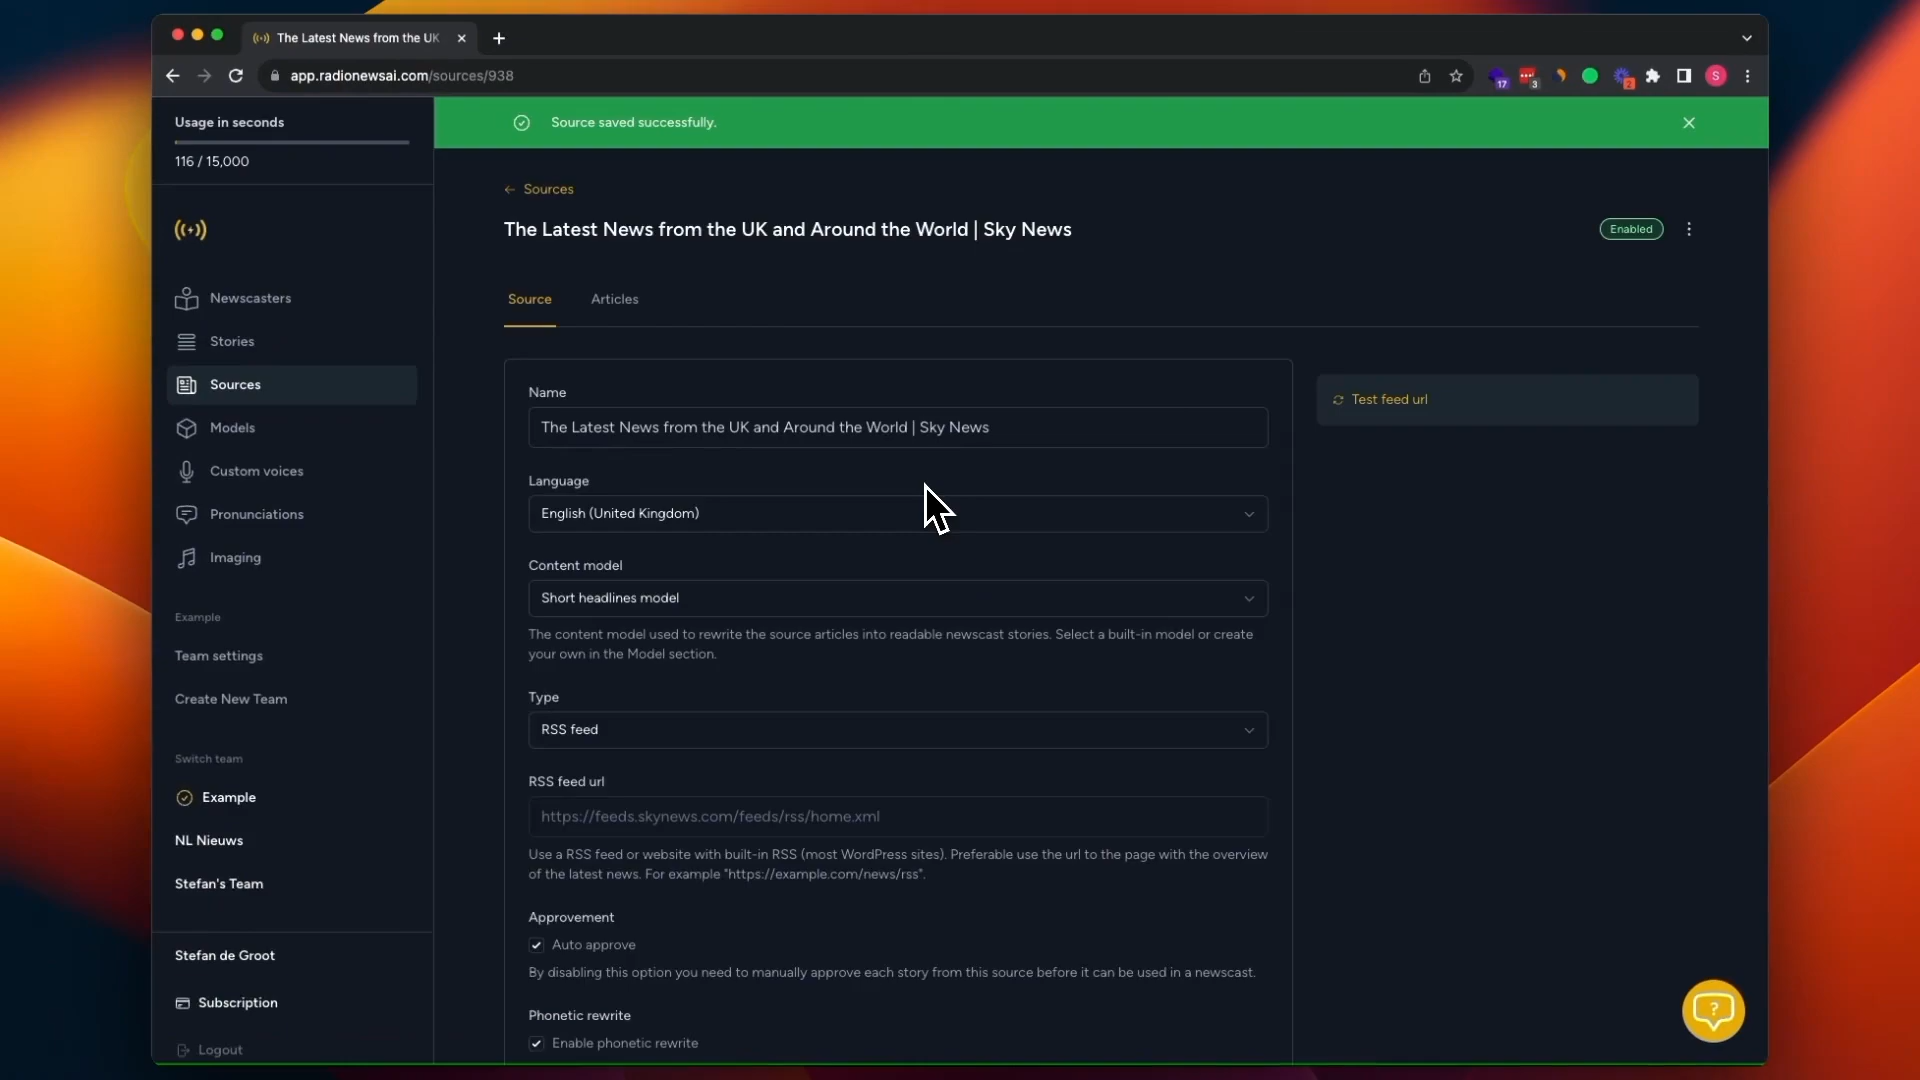 The Latest News from the UK
app.radionewsai.com/sources/938
17
3
2
S
Usage in seconds
116 / 15,000
Source saved successfully.
Sources
The Latest News from the UK and Around the World | Sky News
Enabled
Newscasters
Stories
Sources
Models
Custom voices
Pronunciations
Imaging
Example
Team settings
Create New Team
Switch team
Example
NL Nieuws
Stefan's Team
Stefan de Groot
Subscription
Logout
Source
Articles
Name
The Latest News from the UK and Around the World | Sky News
Test feed url
Language
English (United Kingdom)
Content model
Short headlines model
The content model used to rewrite the source articles into readable newscast stories. Select a built-in model or create
your own in the Model section.
Type
RSS feed
RSS feed url
https://feeds.skynews.com/feeds/rss/home.xml
Use a RSS feed or website with built-in RSS (most WordPress sites). Preferable use the url to the page with the overview
of the latest news. For example "https://example.com/news/rss".
Approvement
Auto approve
By disabling this option you need to manually approve each story from this source before it can be used in a newscast.
Phonetic rewrite
Enable phonetic rewrite
?